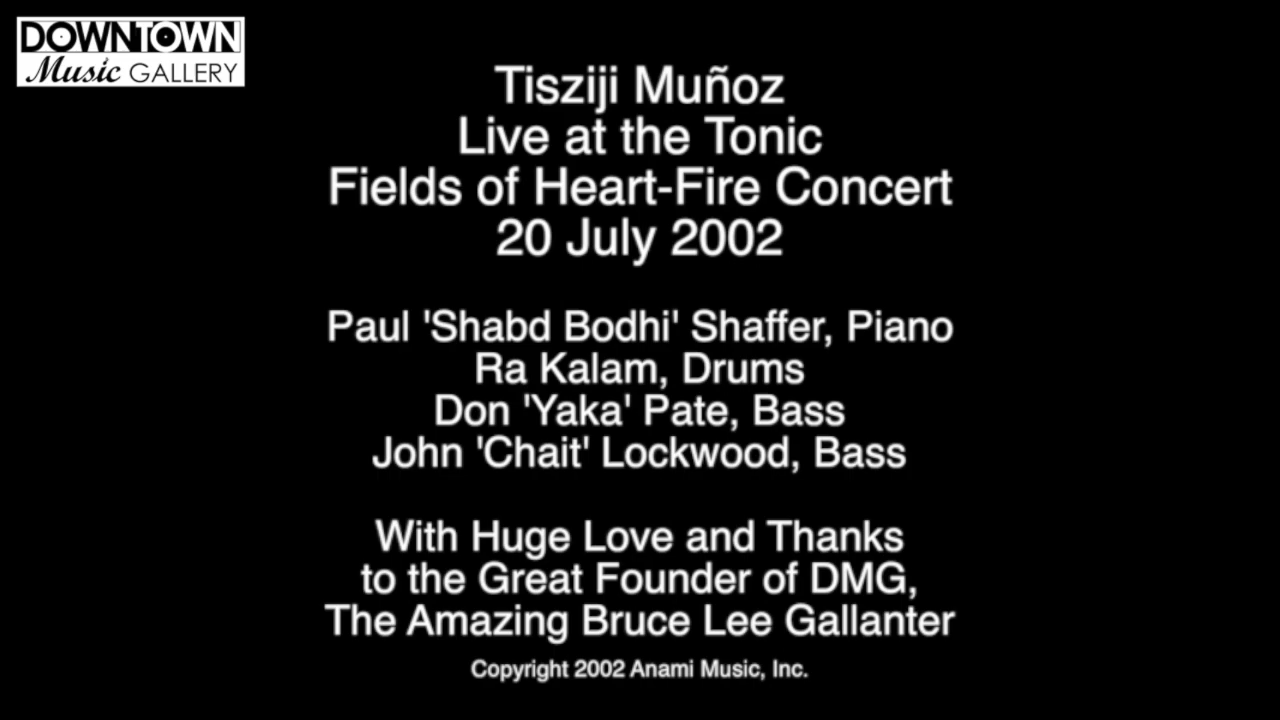 DOWNTOWN
Music GALLERY
Tisziji Muñoz
Live at the Tonic
Fields of Heart-Fire Concert
20 July 2002
Paul 'Shabd Bodhi' Shaffer, Piano
Ra Kalam, Drums
Don 'Yaka' Pate, Bass
John 'Chait' Lockwood, Bass
With Huge Love and Thanks
to the Great Founder of DMG,
The Amazing Bruce Lee Gallanter
Copyright 2002 Anami Music, Inc.